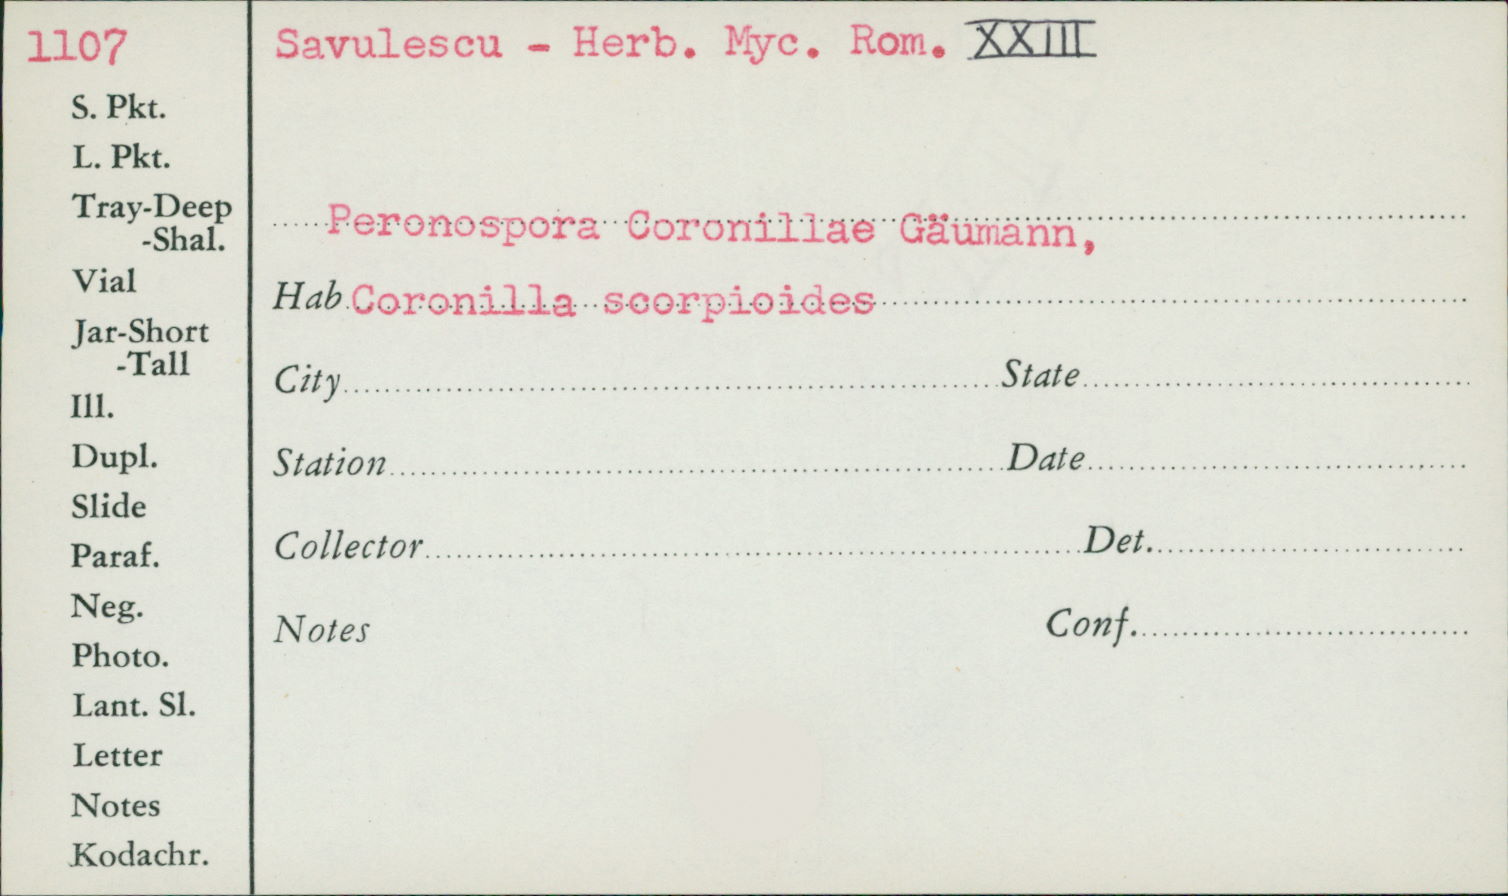 1107
Savulescu - Herb. Myc. Rom. XXIII
S. Pkt.
L. Pkt.
Tray-Deep
-Shal.
Vial
Jar-Short
-Tall
Ill.
Dupl.
Slide
Paraf.
Neg.
Photo.
Lant. Sl.
Letter
Notes
Kodachr.
Peronospora Coronillae Gäumann,
Hab. Coronilla scorpioides
City State
Station Date
Collector Det.
Notes Conf.